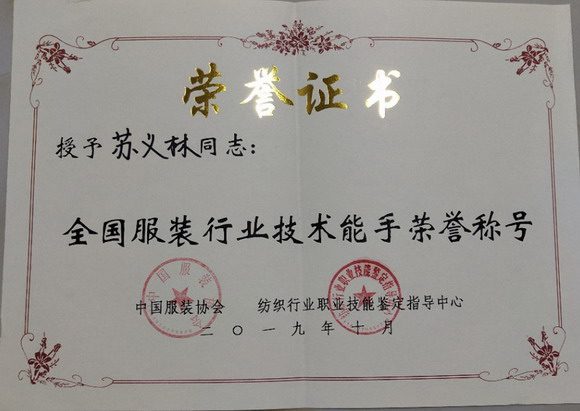 荣誉证书
授予苏义林同志：
全国服装行业技术能手荣誉称号
中国服装协会 纺织行业职业技能鉴定指导中心
二〇一九年十月